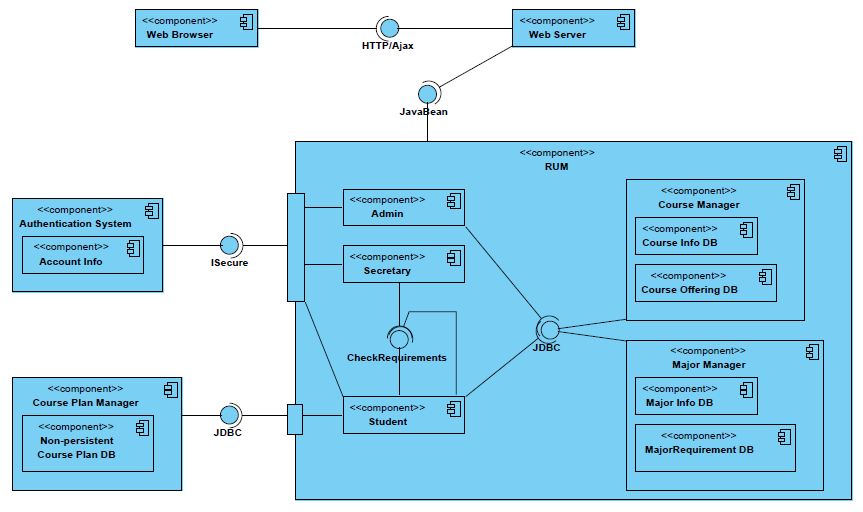 <<component>>
Web Browser
HTTP/Ajax
<<component>>
Web Server
JavaBean
<<component>>
RUM
<<component>>
Authentication System
<<component>>
Account Info
ISecure
<<component>>
Admin
<<component>>
Secretary
CheckRequirements
<<component>>
Student
JDBC
<<component>>
Course Manager
<<component>>
Course Info DB
<<component>>
Course Offering DB
<<component>>
Major Manager
<<component>>
Major Info DB
<<component>>
MajorRequirement DB
<<component>>
Course Plan Manager
<<component>>
Non-persistent
Course Plan DB
JDBC